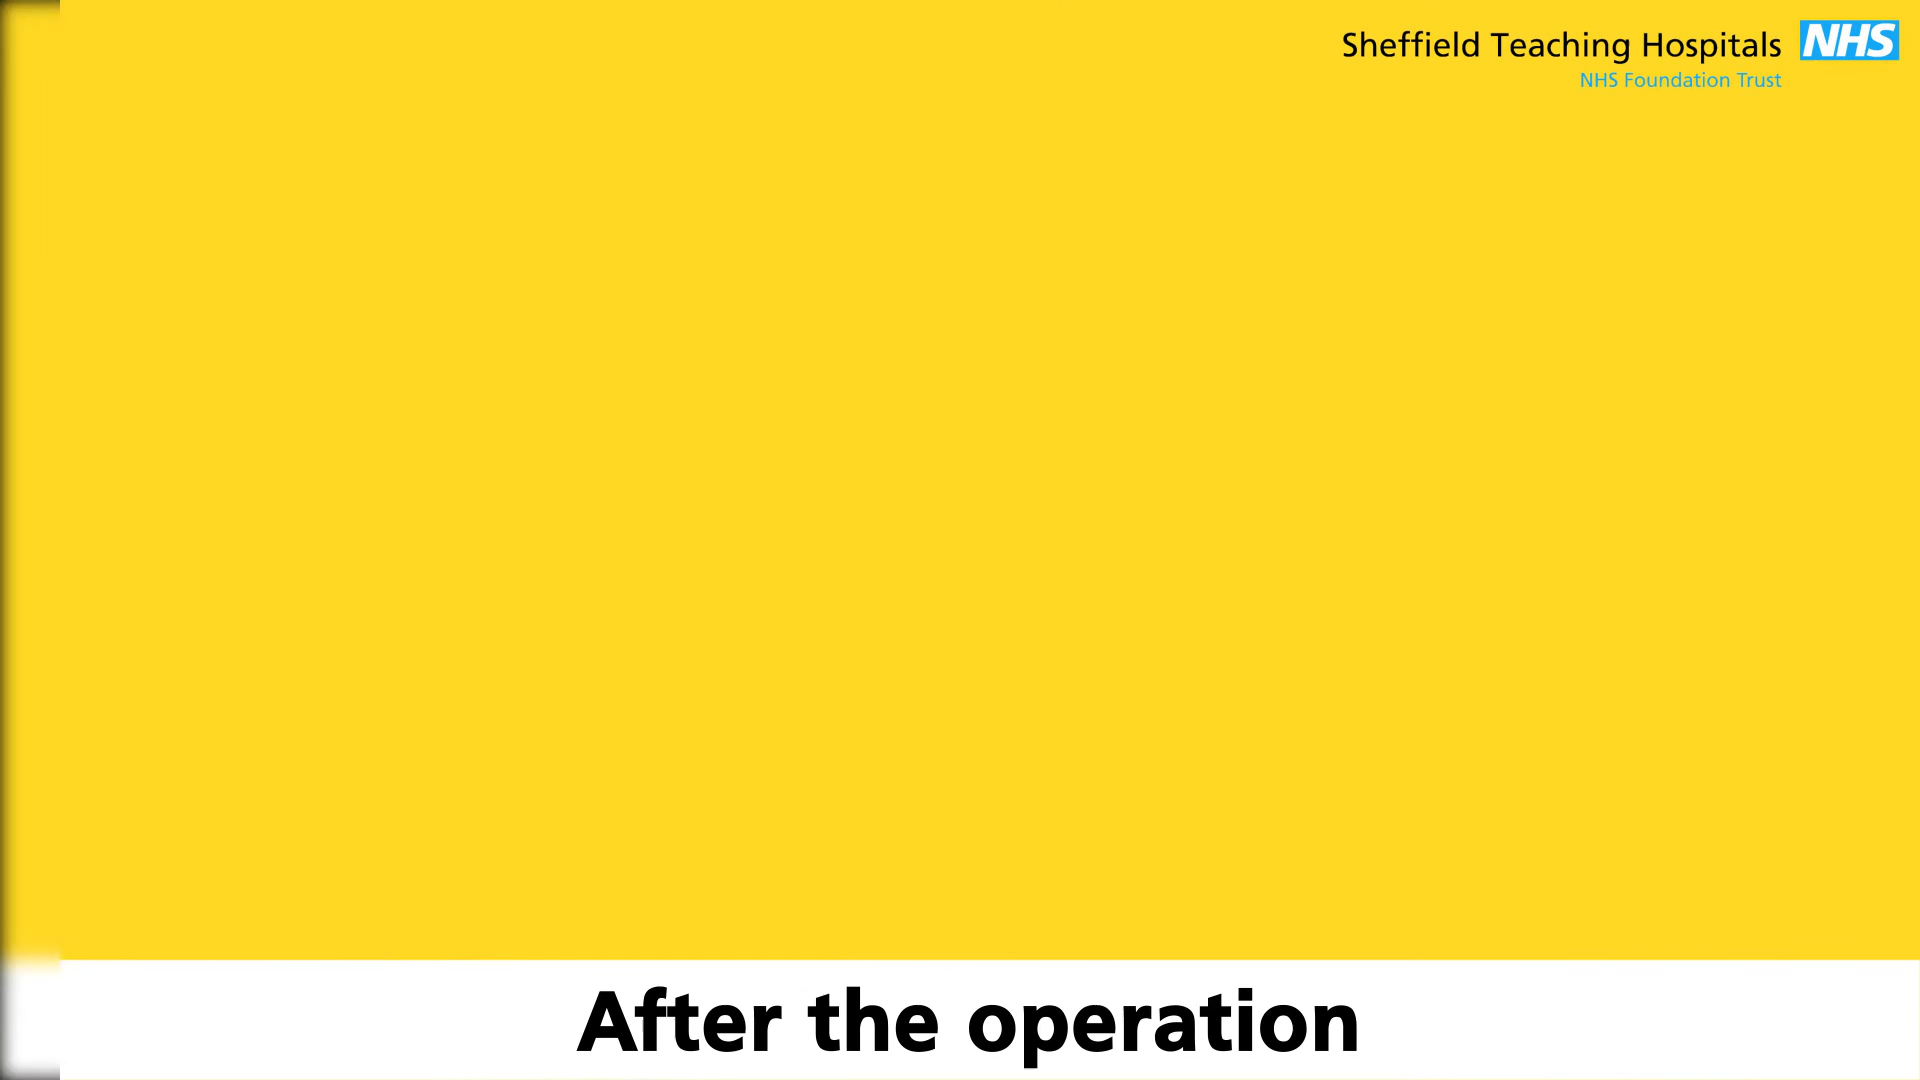 Sheffield Teaching Hospitals NHS
NHS Foundation Trust
After the operation